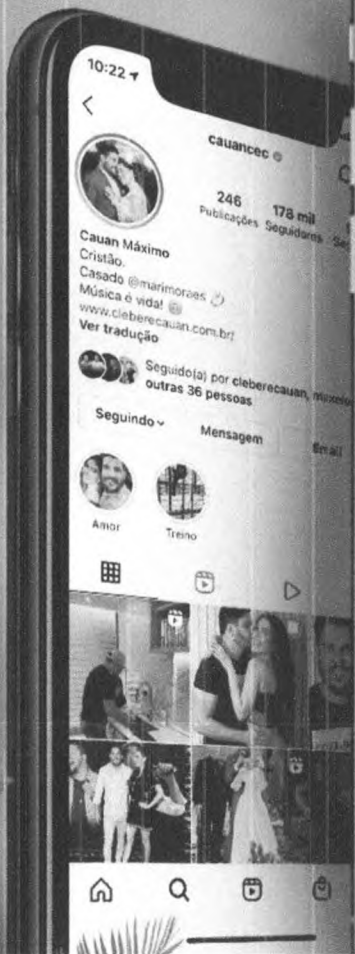 10:22
cauancec
246
178 mil
Publicações
Seguidores
Cauan Máximo
Cristão.
Casado @marimoraes
Música é vida!
www.cleberecauan.com.br/
Ver tradução
Seguido(a) por cleberecauan,
outras 36 pessoas
Seguindo
Mensagem
Email
Amor
Treino